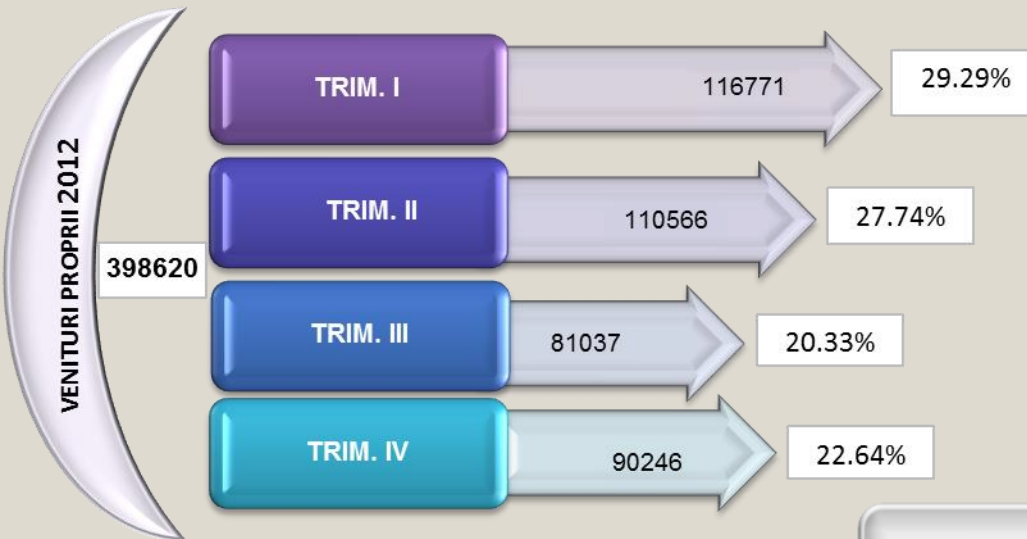 VENITURI PROPRII 2012
398620
TRIM. I
116771
29.29%
TRIM. II
110566
27.74%
TRIM. III
81037
20.33%
TRIM. IV
90246
22.64%